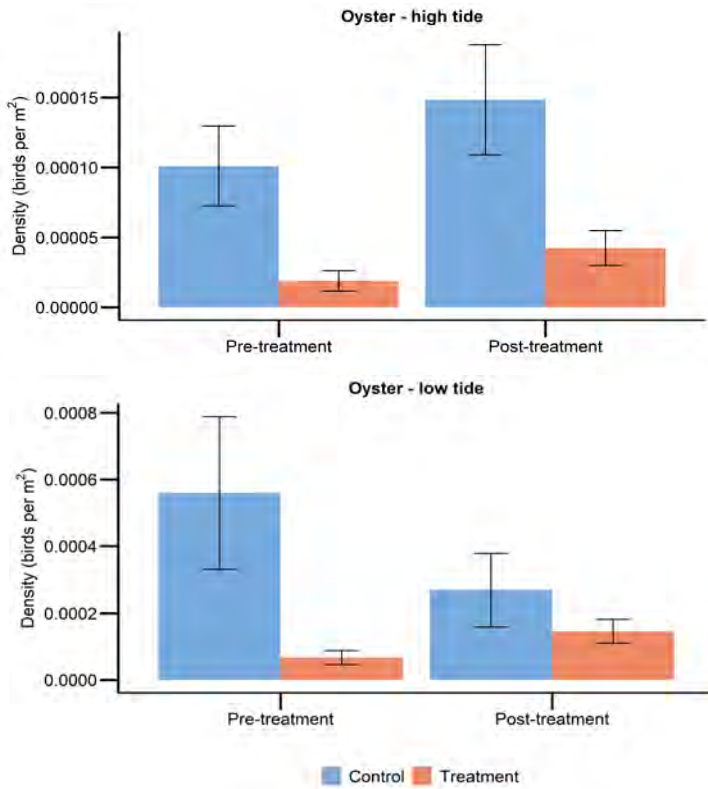 Oyster - high tide
Density (birds per m²)
0.00015
0.00010
0.00005
0.00000
Pre-treatment Post-treatment
Oyster - low tide
Density (birds per m²)
0.0008
0.0006
0.0004
0.0002
0.0000
Pre-treatment Post-treatment
Control Treatment